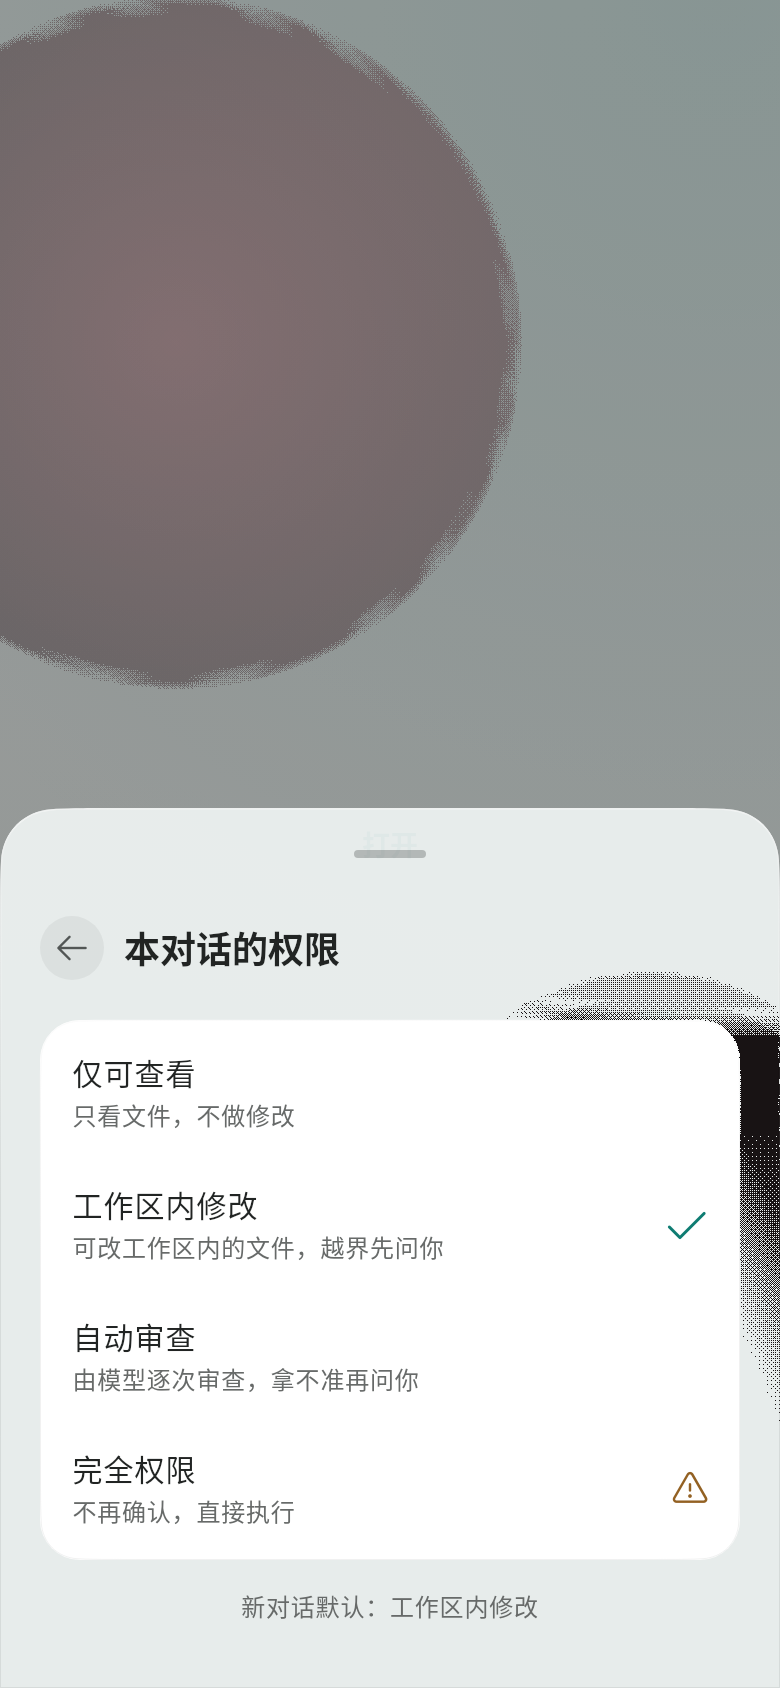 打开
本对话的权限
仅可查看
只看文件，不做修改
工作区内修改
可改工作区内的文件，越界先问你
自动审查
由模型逐次审查，拿不准再问你
完全权限
不再确认，直接执行
新对话默认：工作区内修改